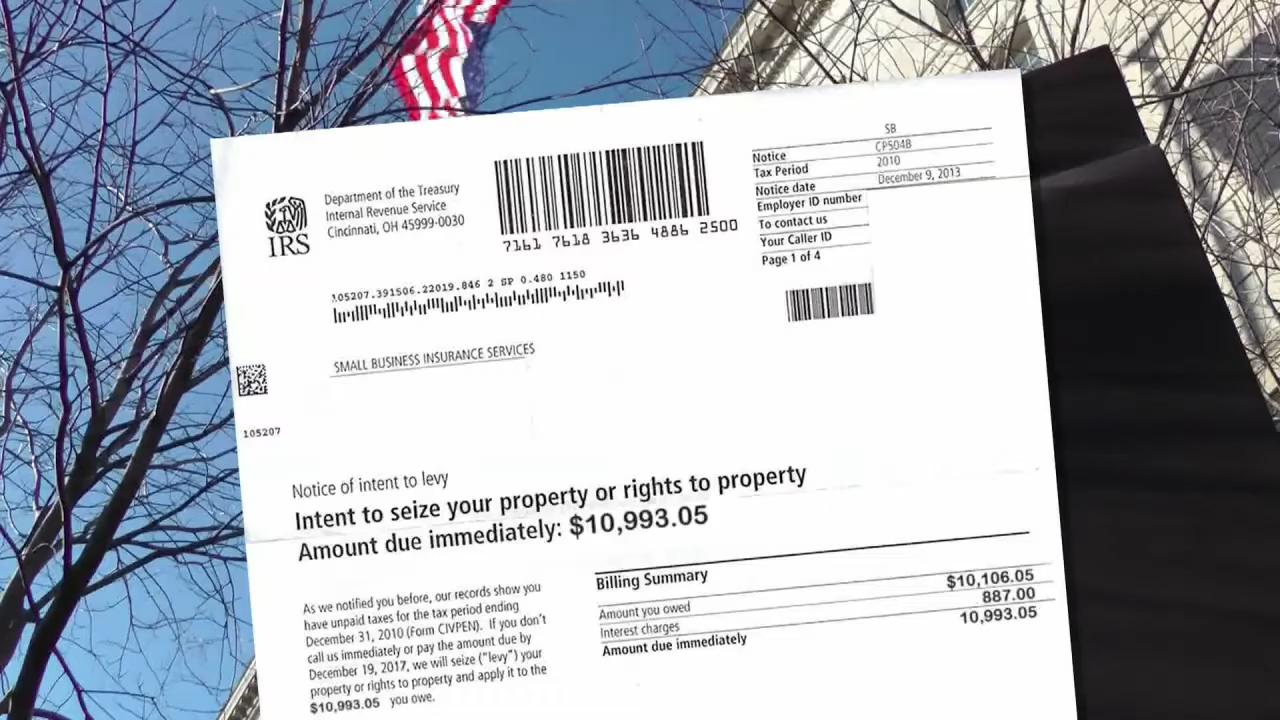 IRS
Department of the Treasury
Internal Revenue Service
Cincinnati, OH 45999-0030
7161 7618 3636 4886 2500
SB
Notice CP504B
Tax Period 2010
Notice date December 9, 2013
Employer ID number
To contact us
Your Caller ID
Page 1 of 4
105207.391506.22019.846 2 SP 0.480 1150
SMALL BUSINESS INSURANCE SERVICES
105207
Notice of intent to levy
Intent to seize your property or rights to property
Amount due immediately: $10,993.05
As we notified you before, our records show you
have unpaid taxes for the tax period ending
December 31, 2010 (Form CIVPEN). If you don't
call us immediately or pay the amount due by
December 19, 2017, we will seize ("levy") your
property or rights to property and apply it to the
$10,993.05 you owe.
Billing Summary
Amount you owed $10,106.05
Interest charges 887.00
Amount due immediately 10,993.05